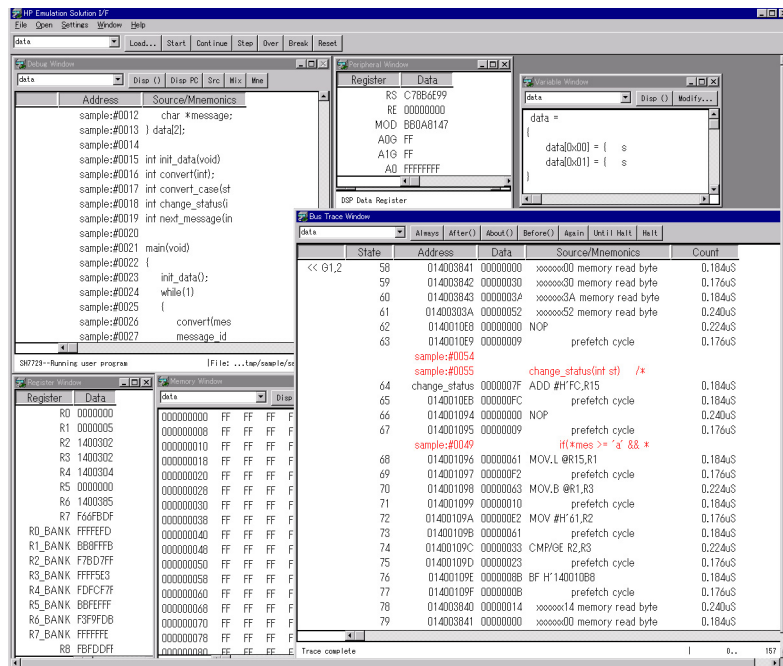 HP Emulation Solution I/F
File Open Settings Window Help
data Load... Start Continue Step Over Break Reset
Debug Window
data Disp () Disp PC Src Mix Mne
Address Source/Mnemonics
sample:#0012 char *message;
sample:#0013 } data[2];
sample:#0014
sample:#0015 int init_data(void)
sample:#0016 int convert(int);
sample:#0017 int convert_case(st
sample:#0018 int change_status(i
sample:#0019 int next_message(in
sample:#0020
sample:#0021 main(void)
sample:#0022 {
sample:#0023 init_data();
sample:#0024 while(1)
sample:#0025 {
sample:#0026 convert(mes
sample:#0027 message_id
SH7729--Running user program |File: ...tmp/sample/sa
Peripheral Window
Register Data
RS C78B6E99
RE 00000000
MOD BB0A8147
A0G FF
A1G FF
A0 FFFFFFFF
DSP Data Register
Variable Window
data Disp () Modify...
data =
{
data[0x00] = { s
data[0x01] = { s
}
Register Window
Register Data
R0 0000000
R1 0000005
R2 1400302
R3 1400302
R4 1400304
R5 0000000
R6 1400385
R7 F66FBDF
R0_BANK FFFFEFD
R1_BANK BB8FFFB
R2_BANK F7BD7FF
R3_BANK FFFF5E3
R4_BANK FDFCF7F
R5_BANK BBFEFFF
R6_BANK F3F9FDB
R7_BANK FFFFFFE
R8 FBFDDFF
Memory Window
data Disp
000000000 FF FF FF F
000000008 FF FF FF F
000000010 FF FF FF F
000000018 FF FF FF F
000000020 FF FF FF F
000000028 FF FF FF F
000000030 FF FF FF F
000000038 FF FF FF F
000000040 FF FF FF F
000000048 FF FF FF F
000000050 FF FF FF F
000000058 FF FF FF F
000000060 FF FF FF F
000000068 FF FF FF F
000000070 FF FF FF F
000000078 FF FF FF F
000000080 FF FF FF F
Bus Trace Window
data Always After() About() Before() Again Until Halt Halt
State Address Data Source/Mnemonics Count
<< G1,2 58 014003841 00000000 xxxxxx00 memory read byte 0.184uS
59 014003842 00000030 xxxxxx30 memory read byte 0.176uS
60 014003843 0000003A xxxxxx3A memory read byte 0.184uS
61 01400303A 00000052 xxxxxx52 memory read byte 0.240uS
62 0140010E8 00000000 NOP 0.224uS
63 0140010E9 00000009 prefetch cycle 0.176uS
sample:#0054
sample:#0055 change_status(int st) /*
64 change_status 0000007F ADD #H'FC,R15 0.184uS
65 0140010EB 000000FC prefetch cycle 0.184uS
66 014001094 00000000 NOP 0.240uS
67 014001095 00000009 prefetch cycle 0.176uS
sample:#0049 if(*mes >= 'a' && *
68 014001096 00000061 MOV.L @R15,R1 0.184uS
69 014001097 000000F2 prefetch cycle 0.176uS
70 014001098 00000063 MOV.B @R1,R3 0.224uS
71 014001099 00000010 prefetch cycle 0.184uS
72 01400109A 000000E2 MOV #H'61,R2 0.176uS
73 01400109B 00000061 prefetch cycle 0.184uS
74 01400109C 00000033 CMP/GE R2,R3 0.224uS
75 01400109D 00000023 prefetch cycle 0.176uS
76 01400109E 0000008B BF H'140010B8 0.184uS
77 01400109F 0000000B prefetch cycle 0.184uS
78 014003840 00000014 xxxxxx14 memory read byte 0.240uS
79 014003841 00000000 xxxxxx00 memory read byte 0.184uS
Trace complete | 0.. 157